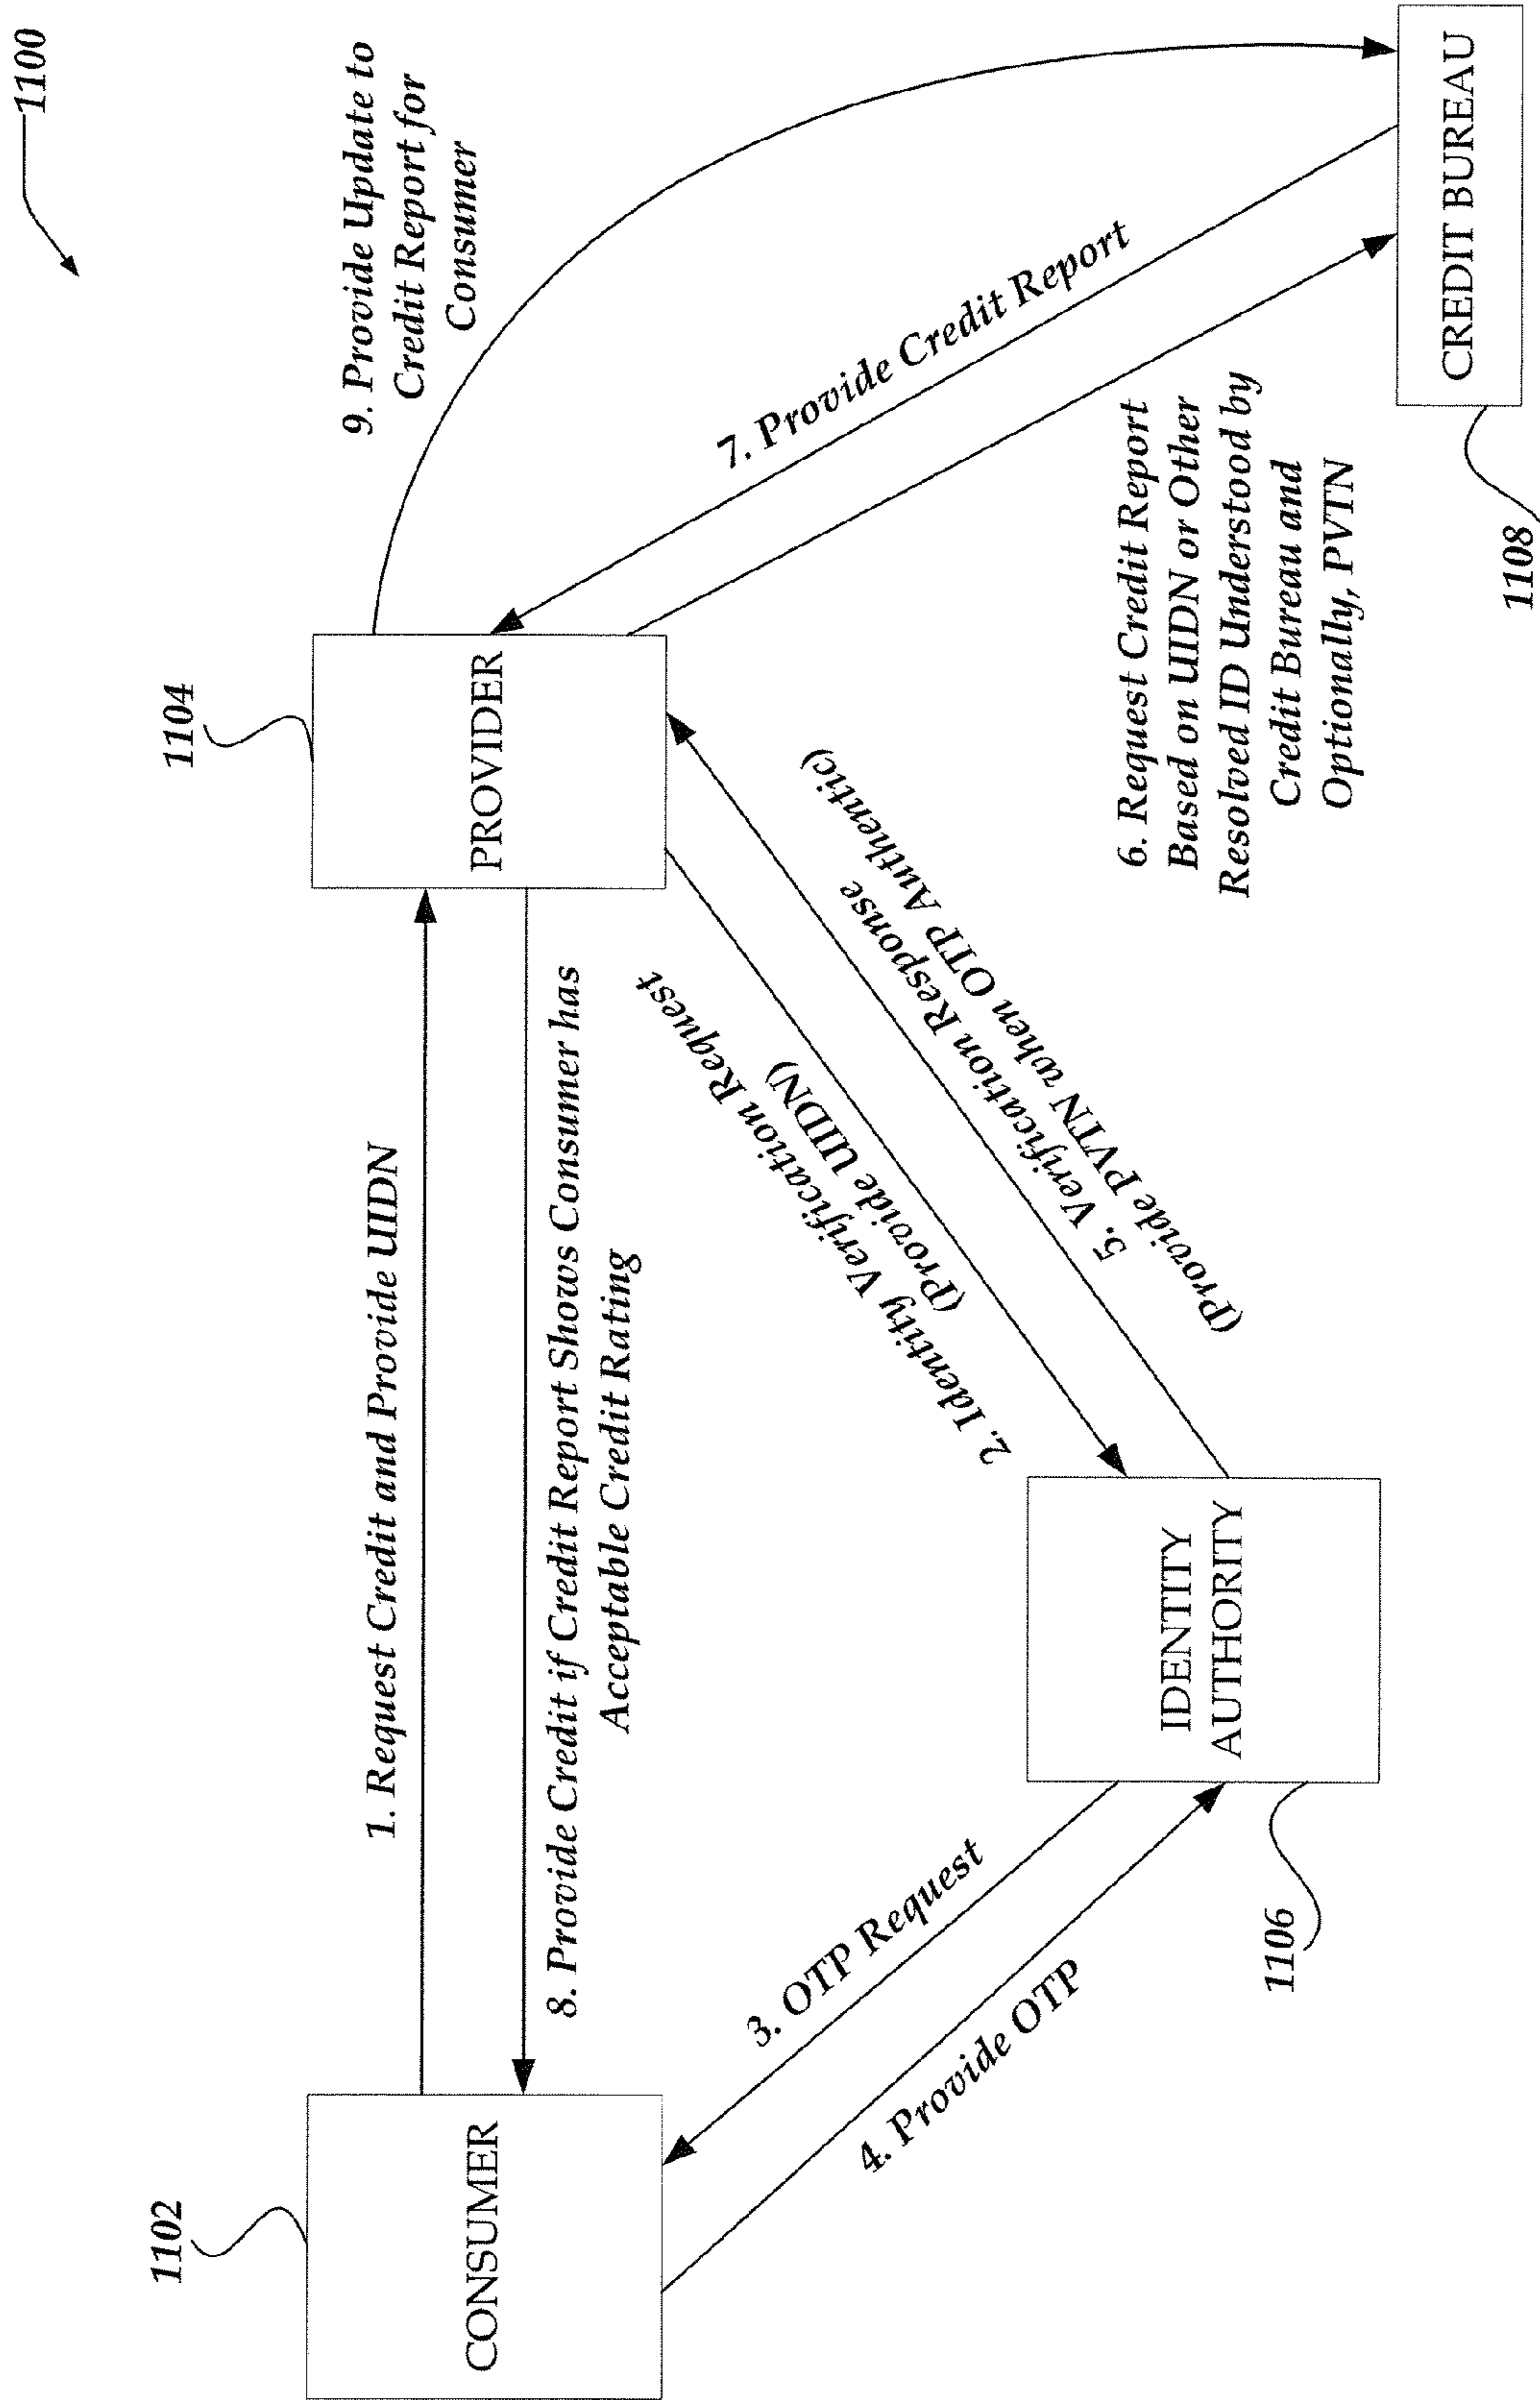 1100
1102
CONSUMER
1104
PROVIDER
1. Request Credit and Provide UIDN
8. Provide Credit if Credit Report Shows Consumer has
Acceptable Credit Rating
9. Provide Update to
Credit Report for
Consumer
2. Identity Verification Request
(Provide UIDN)
3. OTP Request
4. Provide OTP
IDENTITY
AUTHORITY
1106
5. Verification Response
(Provide PVTN when OTP Authentic)
7. Provide Credit Report
6. Request Credit Report
Based on UIDN or Other
Resolved ID Understood by
Credit Bureau and
Optionally, PVTN
CREDIT BUREAU
1108